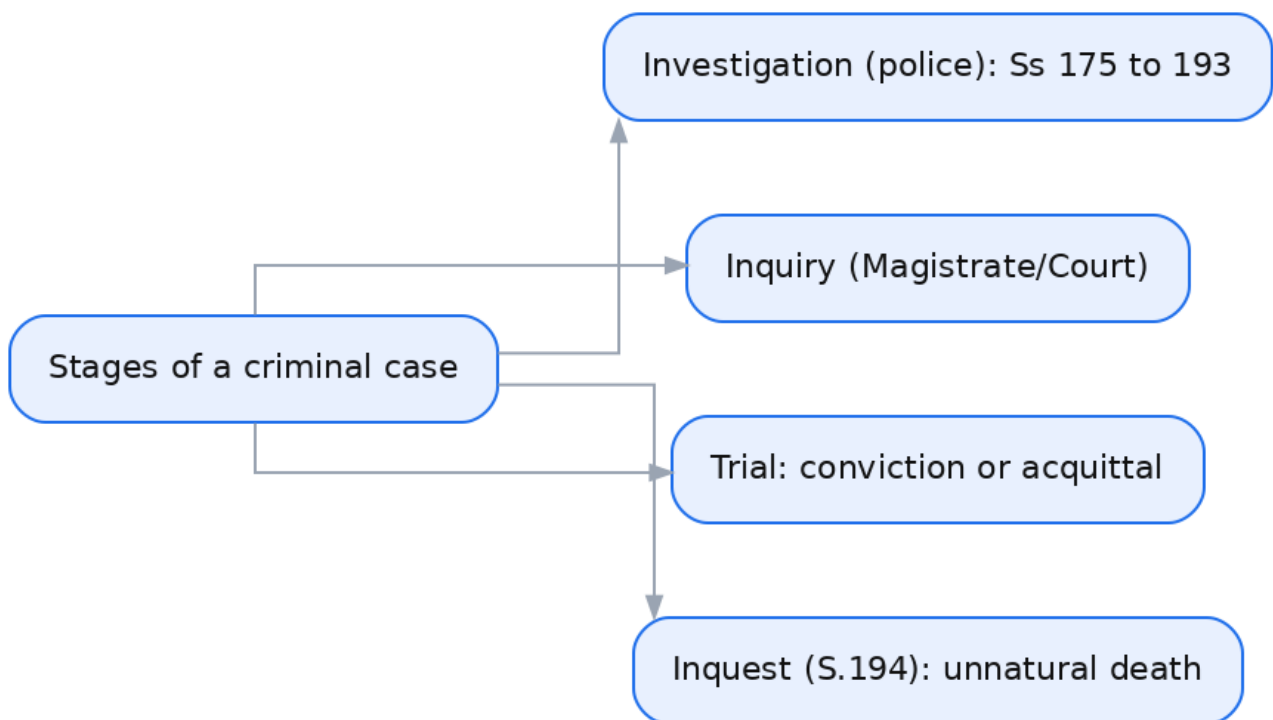 Investigation (police): Ss 175 to 193
Inquiry (Magistrate/Court)
Stages of a criminal case
Trial: conviction or acquittal
Inquest (S.194): unnatural death